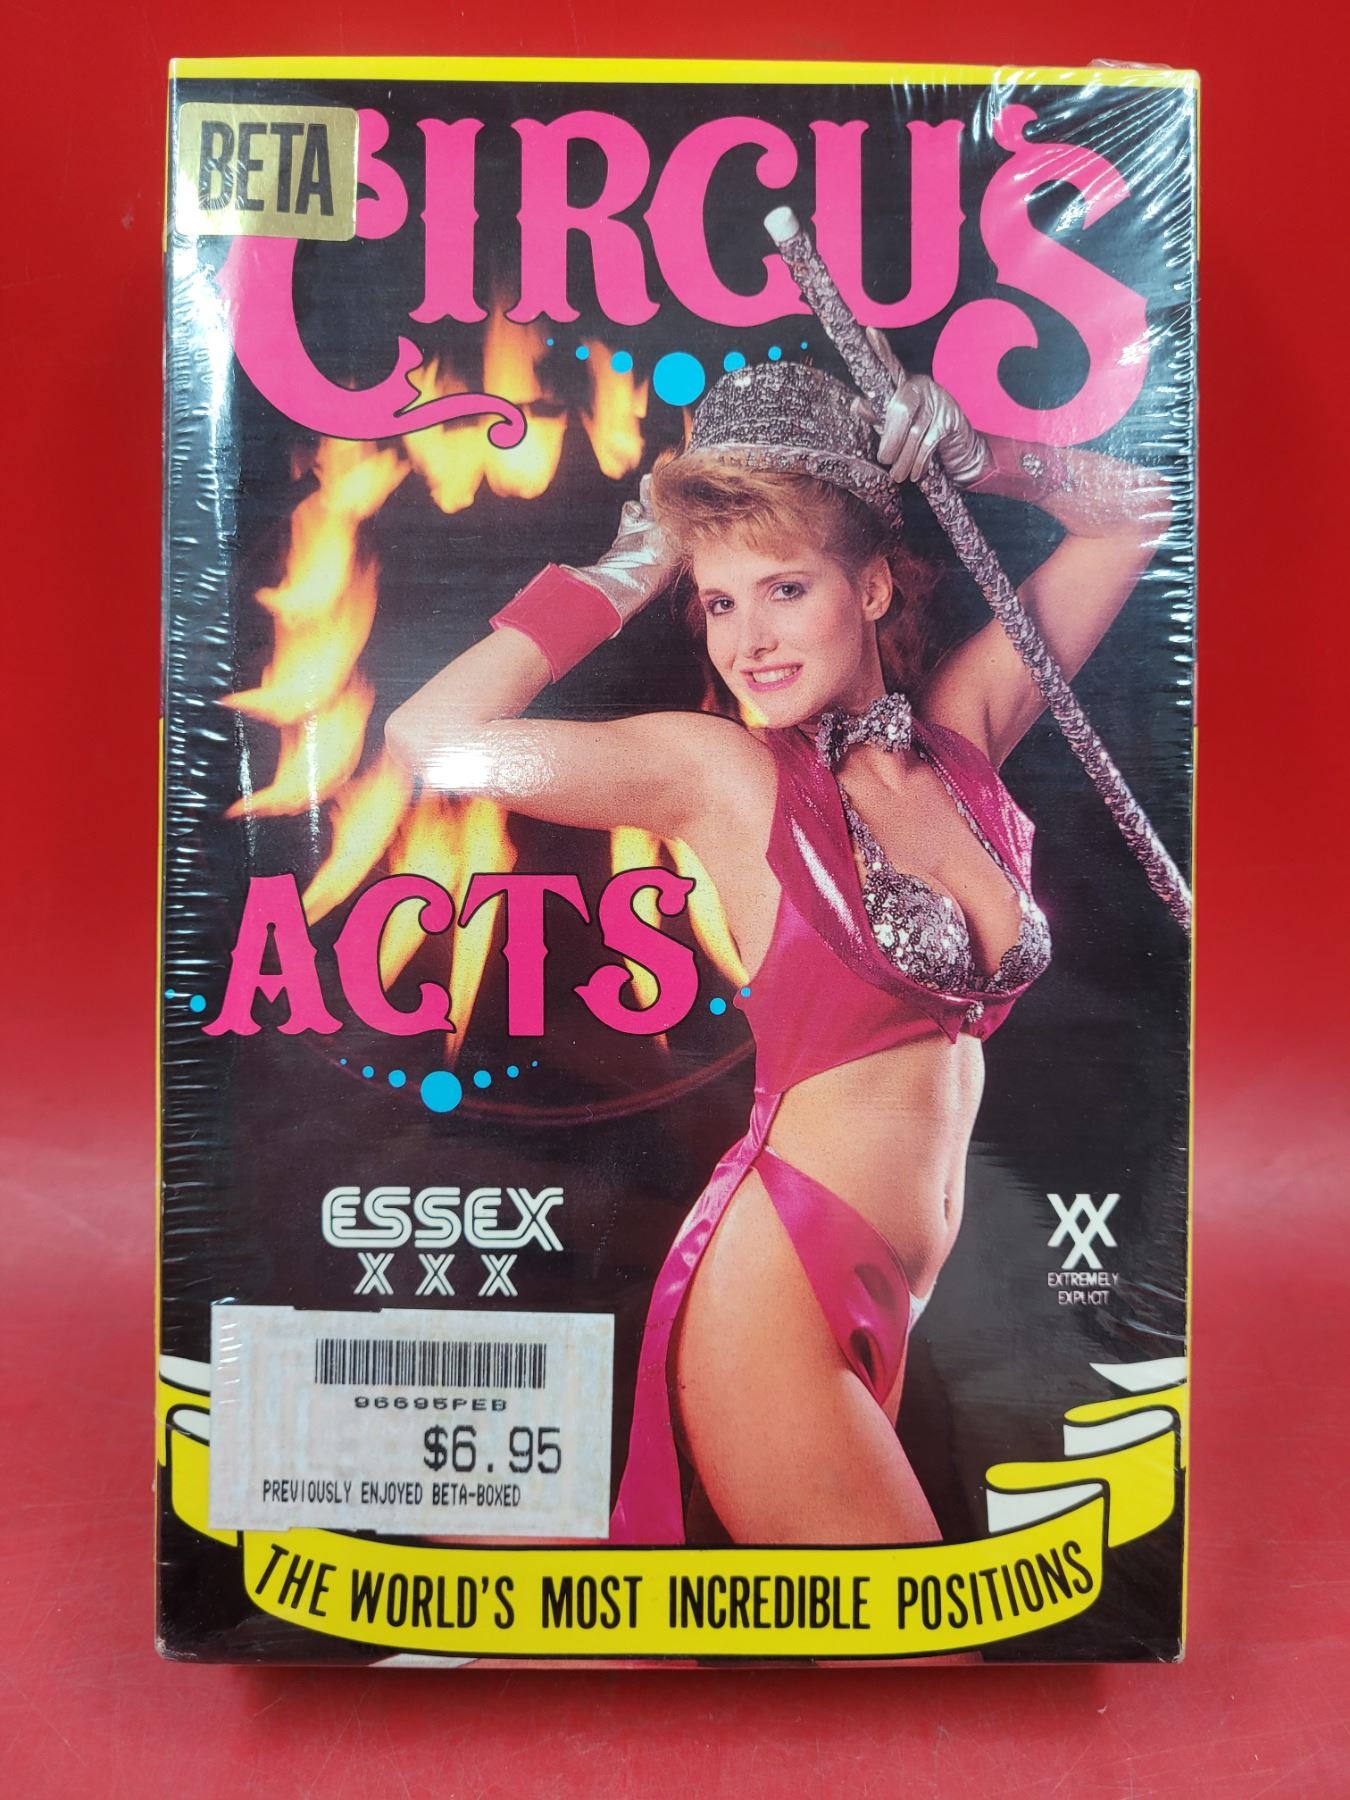 BETA
CIRCUS
ACTS
ESSEX
XXX
XXX
EXTREMELY
EXPLICIT
96695PEB
$6.95
PREVIOUSLY ENJOYED BETA-BOXED
THE WORLD'S MOST INCREDIBLE POSITIONS